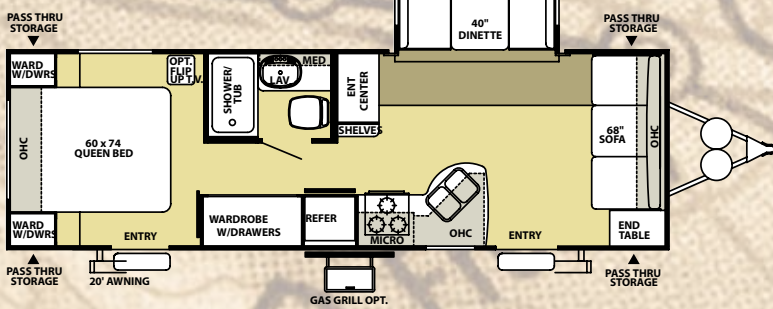 PASS THRU
STORAGE
40"
DINETTE
PASS THRU
STORAGE
WARD
W/DWRS
OPT.
FLIP
UP T.V.
SHOWER/
TUB
MED
LAV
ENT
CENTER
SHELVES
OHC
60 x 74
QUEEN BED
68"
SOFA
OHC
WARD
W/DWRS
ENTRY
WARDROBE
W/DRAWERS
REFER
MICRO
OHC
ENTRY
END
TABLE
PASS THRU
STORAGE
20' AWNING
GAS GRILL OPT.
PASS THRU
STORAGE